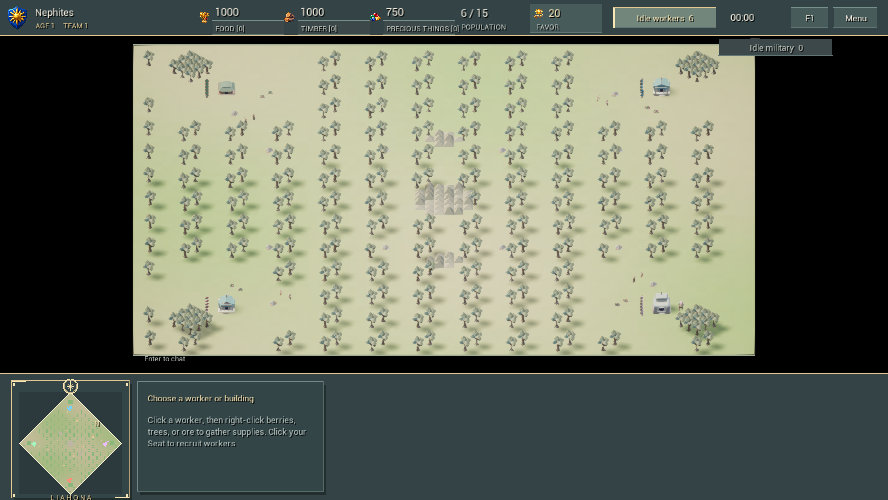 Nephites
AGE 1 TEAM 1
1000
FOOD [0]
1000
TIMBER [0]
750
PRECIOUS THINGS [0]
6 / 15
POPULATION
20
FAVOR
Idle workers 6
00:00
F1
Menu
Idle military 0
Enter to chat
Choose a worker or building
Click a worker, then right-click berries,
trees, or ore to gather supplies. Click your
Seat to recruit workers.
N
LIAHONA